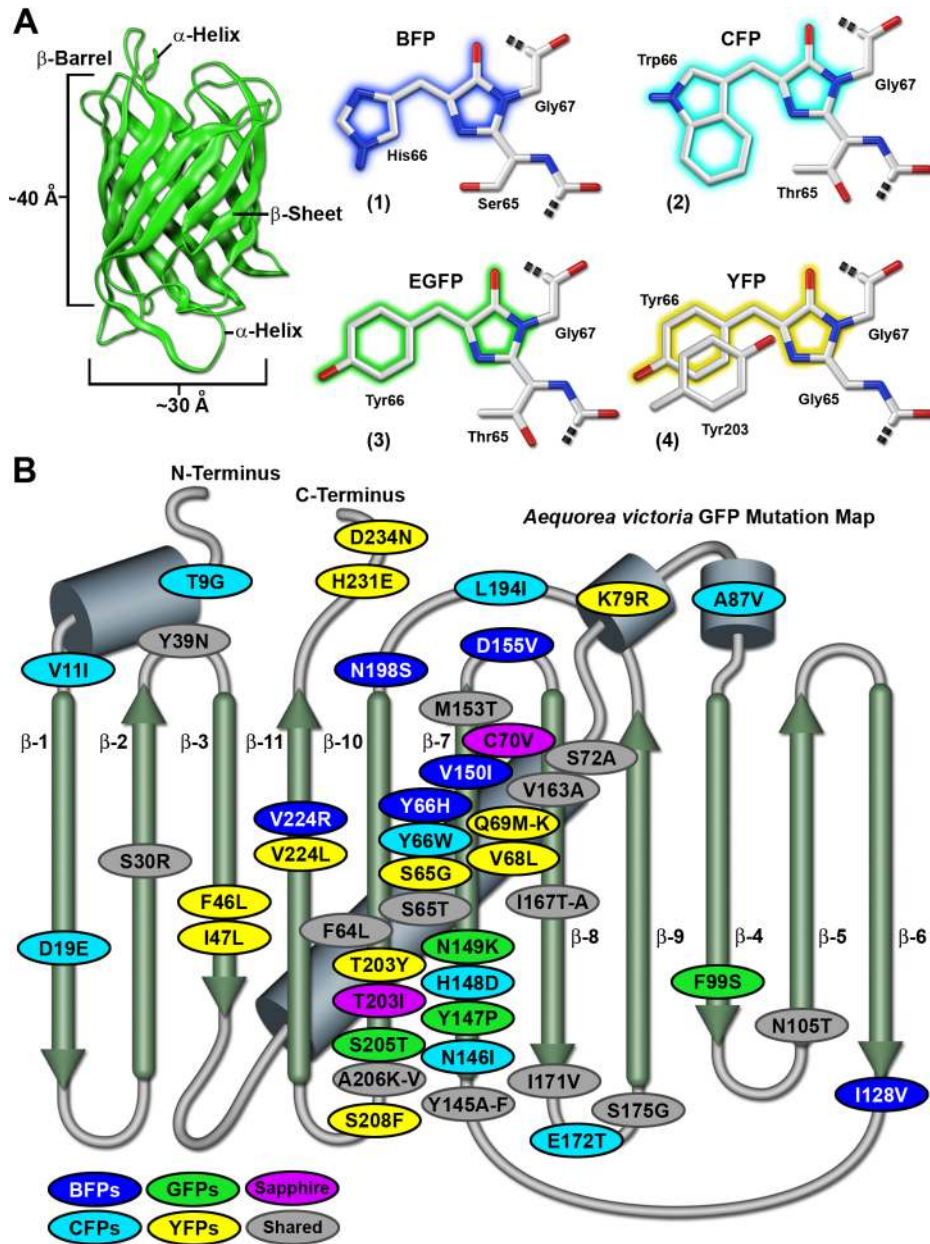 A
α-Helix
β-Barrel
~40 Å
β-Sheet
α-Helix
~30 Å
BFP
Gly67
His66
Ser65
(1)
CFP
Trp66
Gly67
Thr65
(2)
EGFP
Gly67
Tyr66
Thr65
(3)
YFP
Tyr66
Gly67
Gly65
Tyr203
(4)
B
N-Terminus
C-Terminus
Aequorea victoria GFP Mutation Map
D234N
T9G
H231E
L194I
K79R
A87V
Y39N
D155V
V11I
N198S
M153T
β-1
β-2
β-3
β-11
β-10
β-7
C70V
S72A
V150I
V163A
Y66H
Q69M-K
V224R
Y66W
V224L
V68L
S30R
S65G
F46L
S65T
I167T-A
F64L
I47L
D19E
N149K
β-8
β-9
β-4
β-5
β-6
T203Y
H148D
F99S
T203I
Y147P
N105T
S205T
N146I
A206K-V
I171V
Y145A-F
S175G
I128V
S208F
E172T
BFPs
GFPs
Sapphire
CFPs
YFPs
Shared